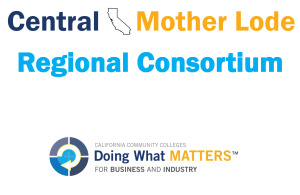 Central Mother Lode
Regional Consortium
CALIFORNIA COMMUNITY COLLEGES
Doing What MATTERS™
FOR BUSINESS AND INDUSTRY